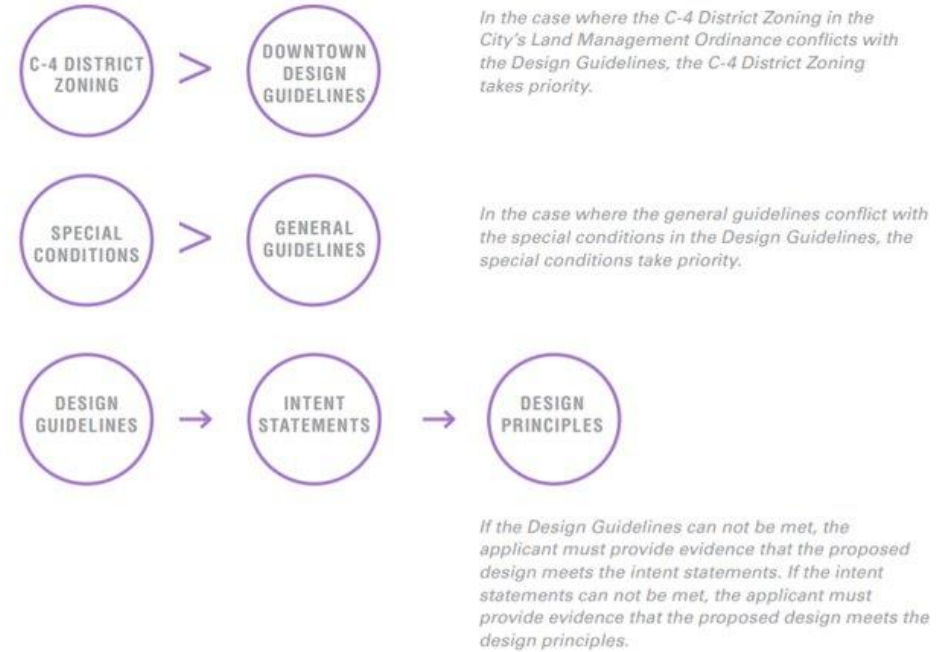 C-4 DISTRICT
ZONING
>
DOWNTOWN
DESIGN
GUIDELINES
In the case where the C-4 District Zoning in the
City's Land Management Ordinance conflicts with
the Design Guidelines, the C-4 District Zoning
takes priority.
SPECIAL
CONDITIONS
>
GENERAL
GUIDELINES
In the case where the general guidelines conflict with
the special conditions in the Design Guidelines, the
special conditions take priority.
DESIGN
GUIDELINES
→
INTENT
STATEMENTS
→
DESIGN
PRINCIPLES
If the Design Guidelines can not be met, the
applicant must provide evidence that the proposed
design meets the intent statements. If the intent
statements can not be met, the applicant must
provide evidence that the proposed design meets the
design principles.